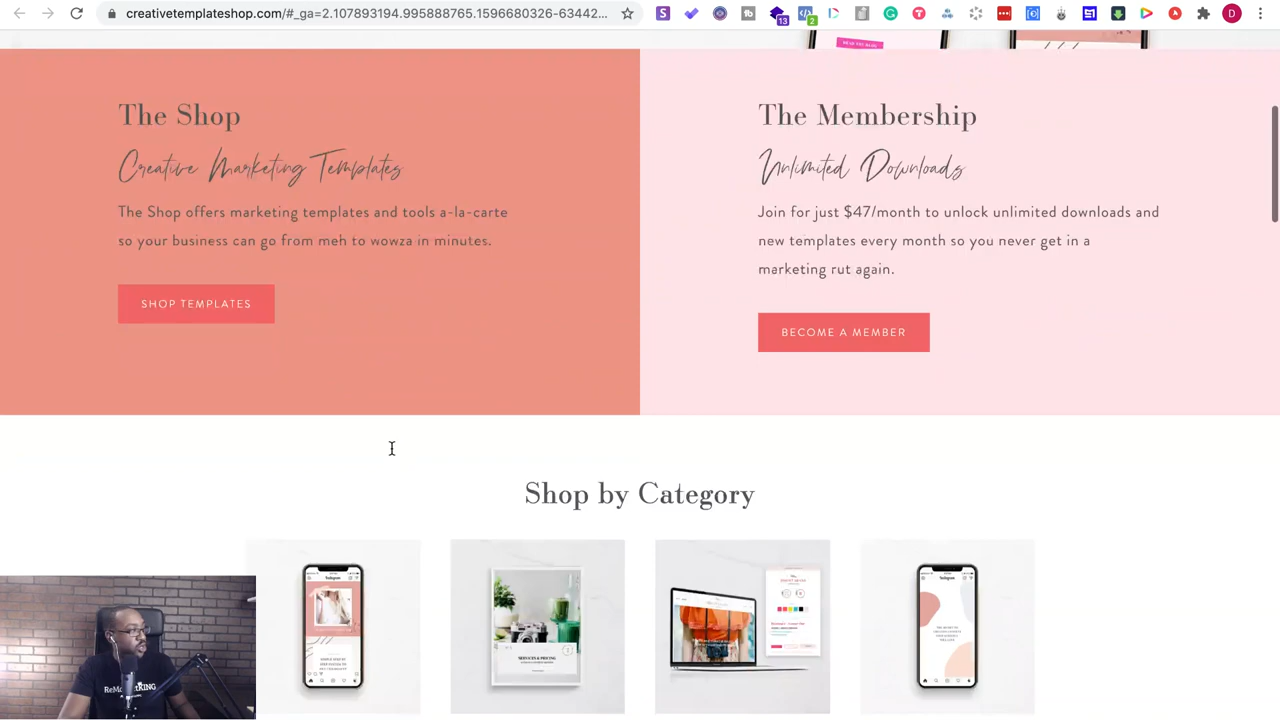 creativetemplateshop.com/#_ga=2.107893194.995888765.1596680326-63442...
The Shop
Creative Marketing Templates
The Shop offers marketing templates and tools a-la-carte
so your business can go from meh to wowza in minutes.
SHOP TEMPLATES
The Membership
Unlimited Downloads
Join for just $47/month to unlock unlimited downloads and
new templates every month so you never get in a
marketing rut again.
BECOME A MEMBER
Shop by Category
SERVICES & PRICING